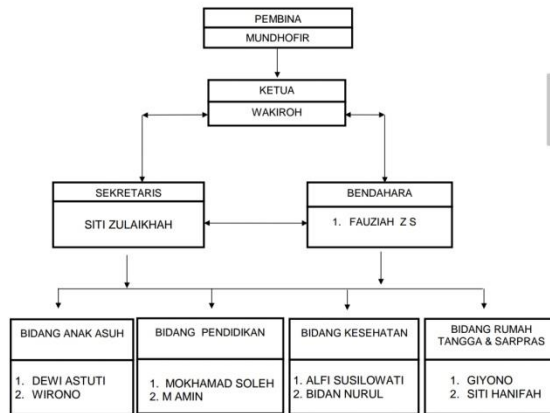 PEMBINA
MUNDHOFIR
KETUA
WAKIROH
SEKRETARIS
SITI ZULAIKHAH
BENDAHARA
1. FAUZIAH Z S
BIDANG ANAK ASUH
1. DEWI ASTUTI
2. WIRONO
BIDANG PENDIDIKAN
1. MOKHAMAD SOLEH
2. M AMIN
BIDANG KESEHATAN
1. ALFI SUSILOWATI
2. BIDAN NURUL
BIDANG RUMAH
TANGGA & SARPRAS
1. GIYONO
2. SITI HANIFAH